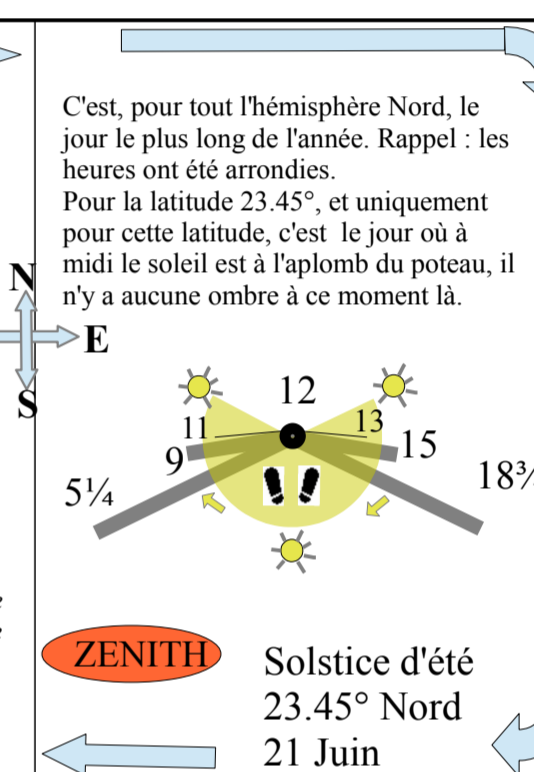 C'est, pour tout l'hémisphère Nord, le
jour le plus long de l'année. Rappel : les
heures ont été arrondies.
Pour la latitude 23.45°, et uniquement
pour cette latitude, c'est  le jour où à
midi le soleil est à l'aplomb du poteau, il
n'y a aucune ombre à ce moment là.
N
E
S
12
11
13
9
15
5¼
18¾
ZENITH
Solstice d'été
23.45° Nord
21 Juin